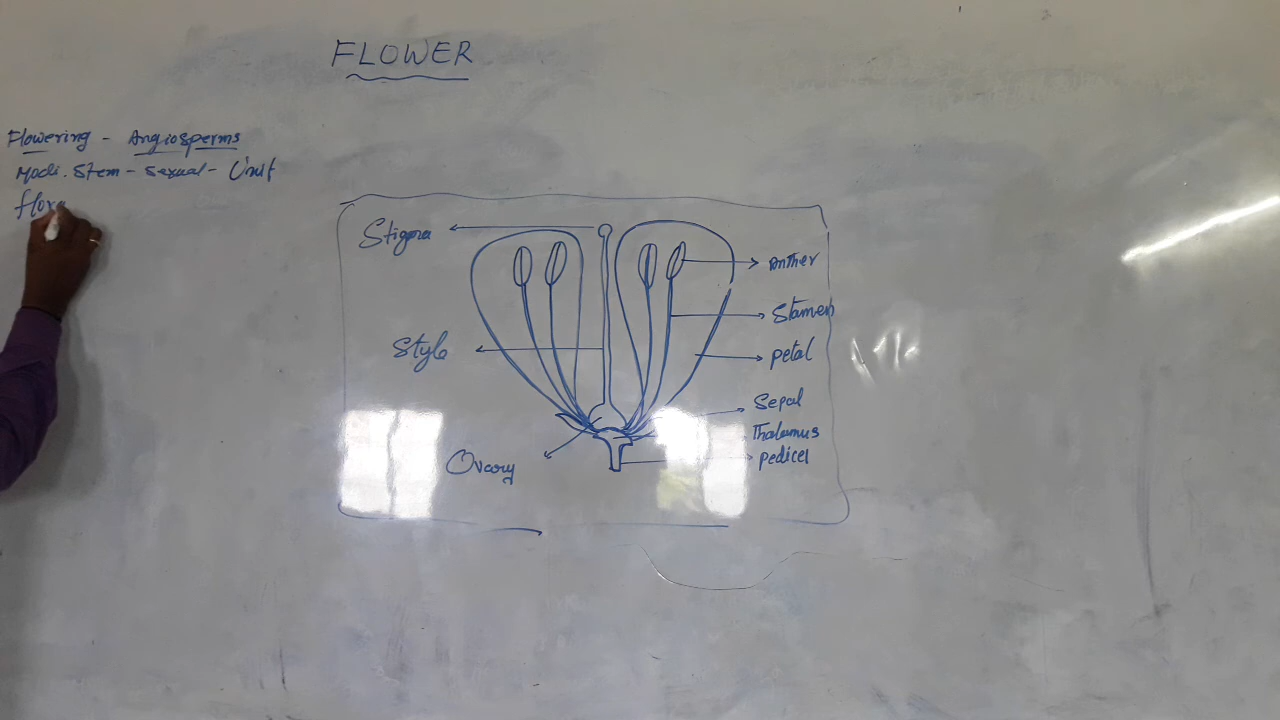 FLOWER
Flowering - Angiosperms
Modi. Stem - Sexual - Unit
flora
Stigma
Anther
Stamen
Style
petal
Sepal
Thalamus
Ovary
pedicel